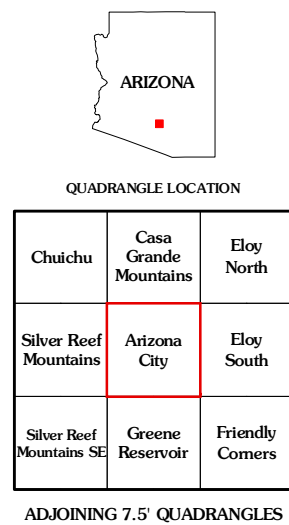 ARIZONA
QUADRANGLE LOCATION
Chuichu
Casa
Grande
Mountains
Eloy
North
Silver Reef
Mountains
Arizona
City
Eloy
South
Silver Reef
Mountains SE
Greene
Reservoir
Friendly
Corners
ADJOINING 7.5' QUADRANGLES